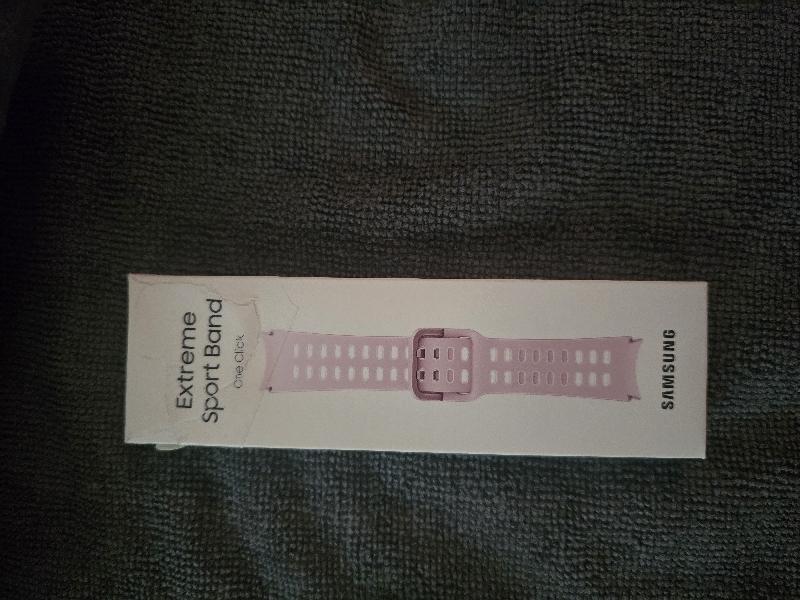 Extreme
Sport Band
One Click
SAMSUNG